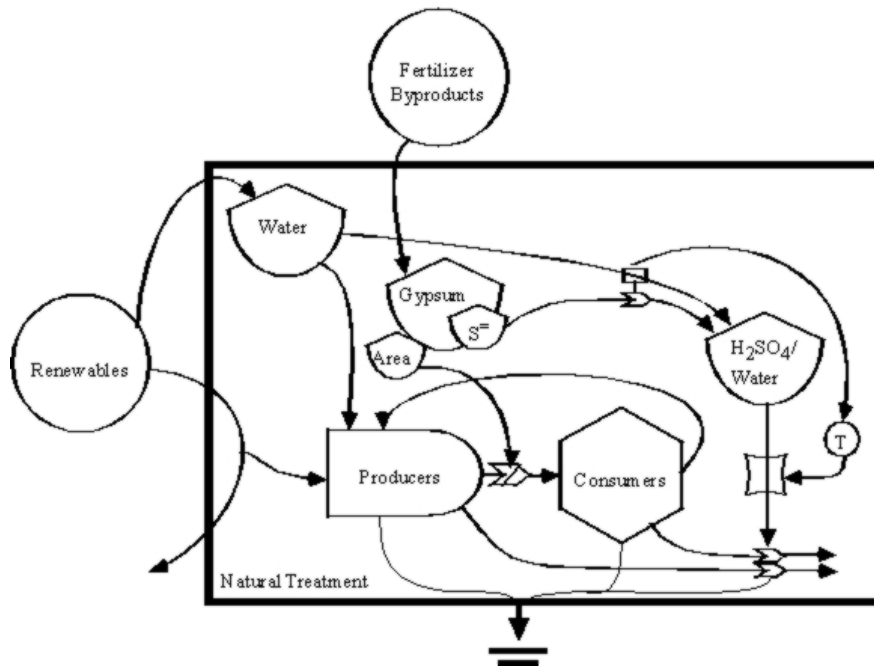 Fertilizer
Byproducts
Water
Gypsum
S=
Area
H₂SO₄/
Water
Renewables
T
Producers
Consumers
Natural Treatment